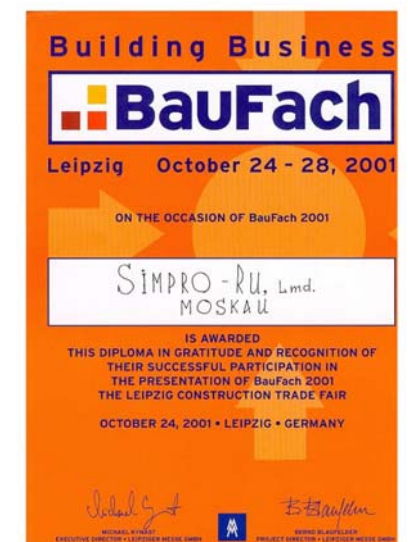 Building Business
BauFach
Leipzig October 24 - 28, 2001
ON THE OCCASION OF BauFach 2001
SIMPRO-RU, Lmd.
MOSKAU
IS AWARDED
THIS DIPLOMA IN GRATITUDE AND RECOGNITION OF
THEIR SUCCESSFUL PARTICIPATION IN
THE PRESENTATION OF BauFach 2001
THE LEIPZIG CONSTRUCTION TRADE FAIR
OCTOBER 24, 2001 • LEIPZIG • GERMANY
MICHAEL KYNAST
BERND BLAUFELDER
EXECUTIVE DIRECTOR • LEIPZIGER MESSE GMBH
PROJECT DIRECTOR • LEIPZIGER MESSE GMBH